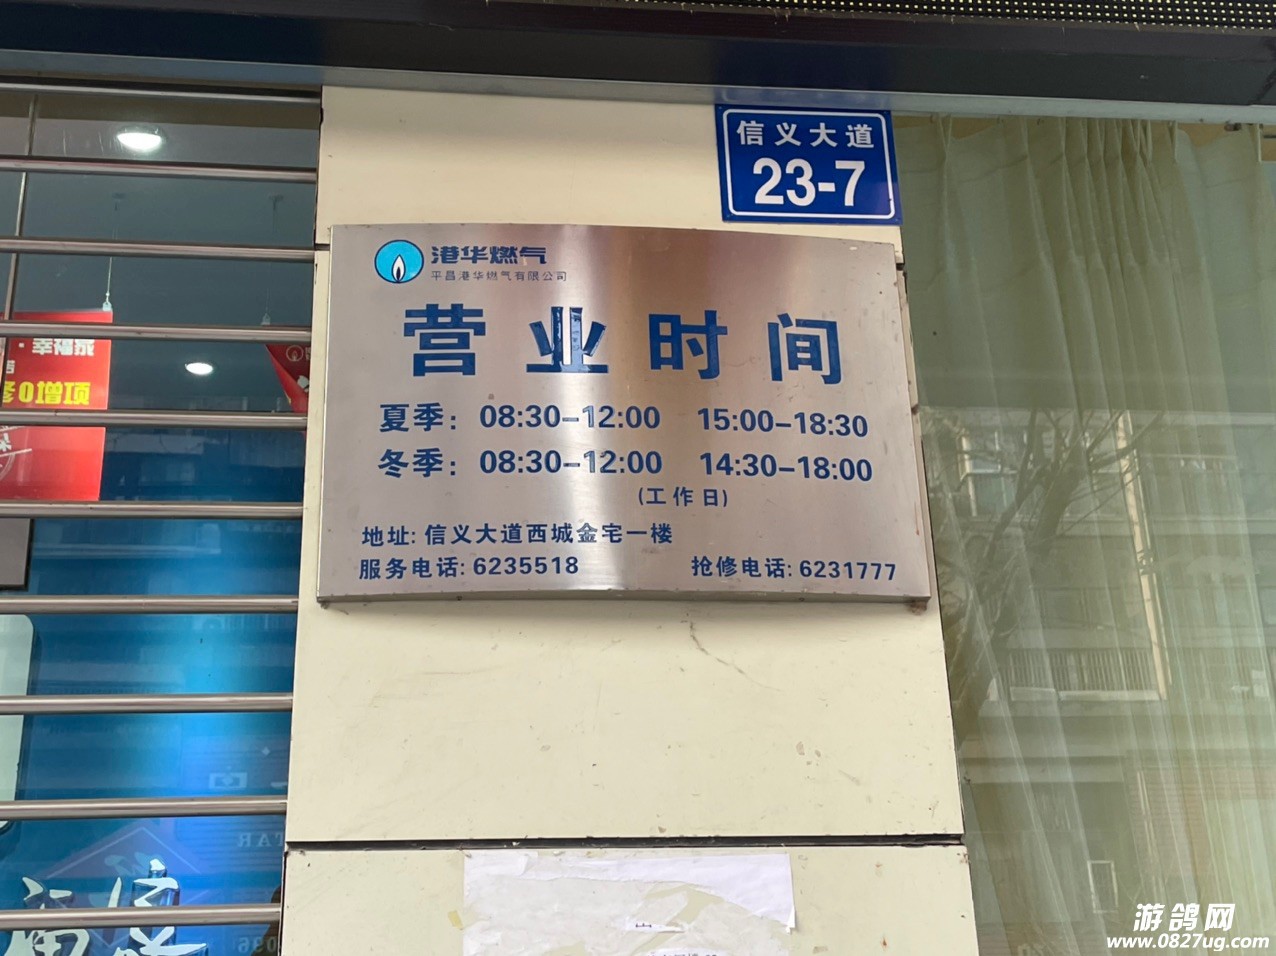 信义大道
23-7
港华燃气
平昌港华燃气有限公司
营业时间
夏季: 08:30-12:00 15:00-18:30
冬季: 08:30-12:00 14:30-18:00
(工作日)
地址: 信义大道西城金宅一楼
服务电话: 6235518 抢修电话: 6231777
0增项
游鸽网
www.0827ug.com